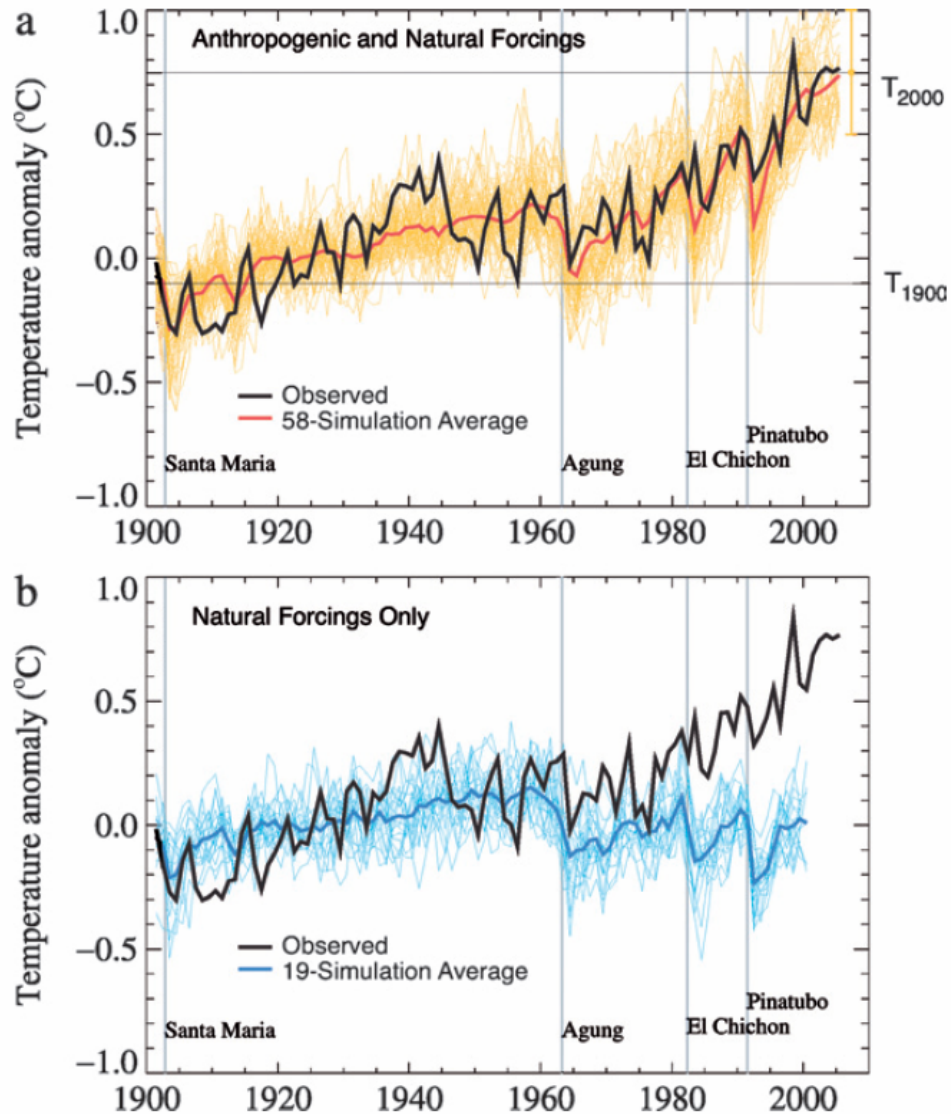 a
Anthropogenic and Natural Forcings
Temperature anomaly (°C)
1.0
0.5
0.0
−0.5
−1.0
T2000
T1900
Observed
58-Simulation Average
Santa Maria
Agung
El Chichon
Pinatubo
1900 1920 1940 1960 1980 2000
b
Natural Forcings Only
Temperature anomaly (°C)
1.0
0.5
0.0
−0.5
−1.0
Observed
19-Simulation Average
Santa Maria
Agung
El Chichon
Pinatubo
1900 1920 1940 1960 1980 2000